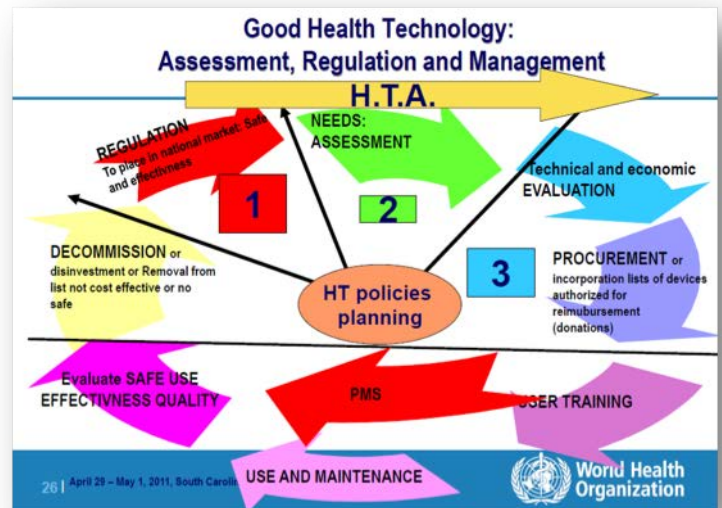 Good Health Technology:
Assessment, Regulation and Management
H.T.A.
REGULATION
To place in national market: Safe
and effectivness
NEEDS:
ASSESSMENT
Technical and economic
EVALUATION
1
2
3
DECOMMISSION or
disinvestment or Removal from
list not cost effective or no
safe
PROCUREMENT or
incorporation lists of devices
authorized for
reimubursement
(donations)
HT policies
planning
Evaluate SAFE USE
EFFECTIVNESS QUALITY
PMS
USER TRAINING
USE AND MAINTENANCE
26 | April 29 – May 1, 2011, South
World Health
Organization